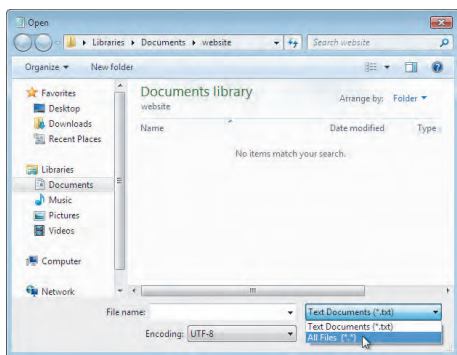 Open
Libraries ▸ Documents ▸ website
Search website
Organize ▾ New folder
Favorites
Desktop
Downloads
Recent Places
Libraries
Documents
Music
Pictures
Videos
Computer
Network
Documents library
website
Arrange by: Folder ▾
Name Date modified Type
No items match your search.
File name:
Text Documents (*.txt)
Text Documents (*.txt)
All Files (*.*)
Encoding: UTF-8